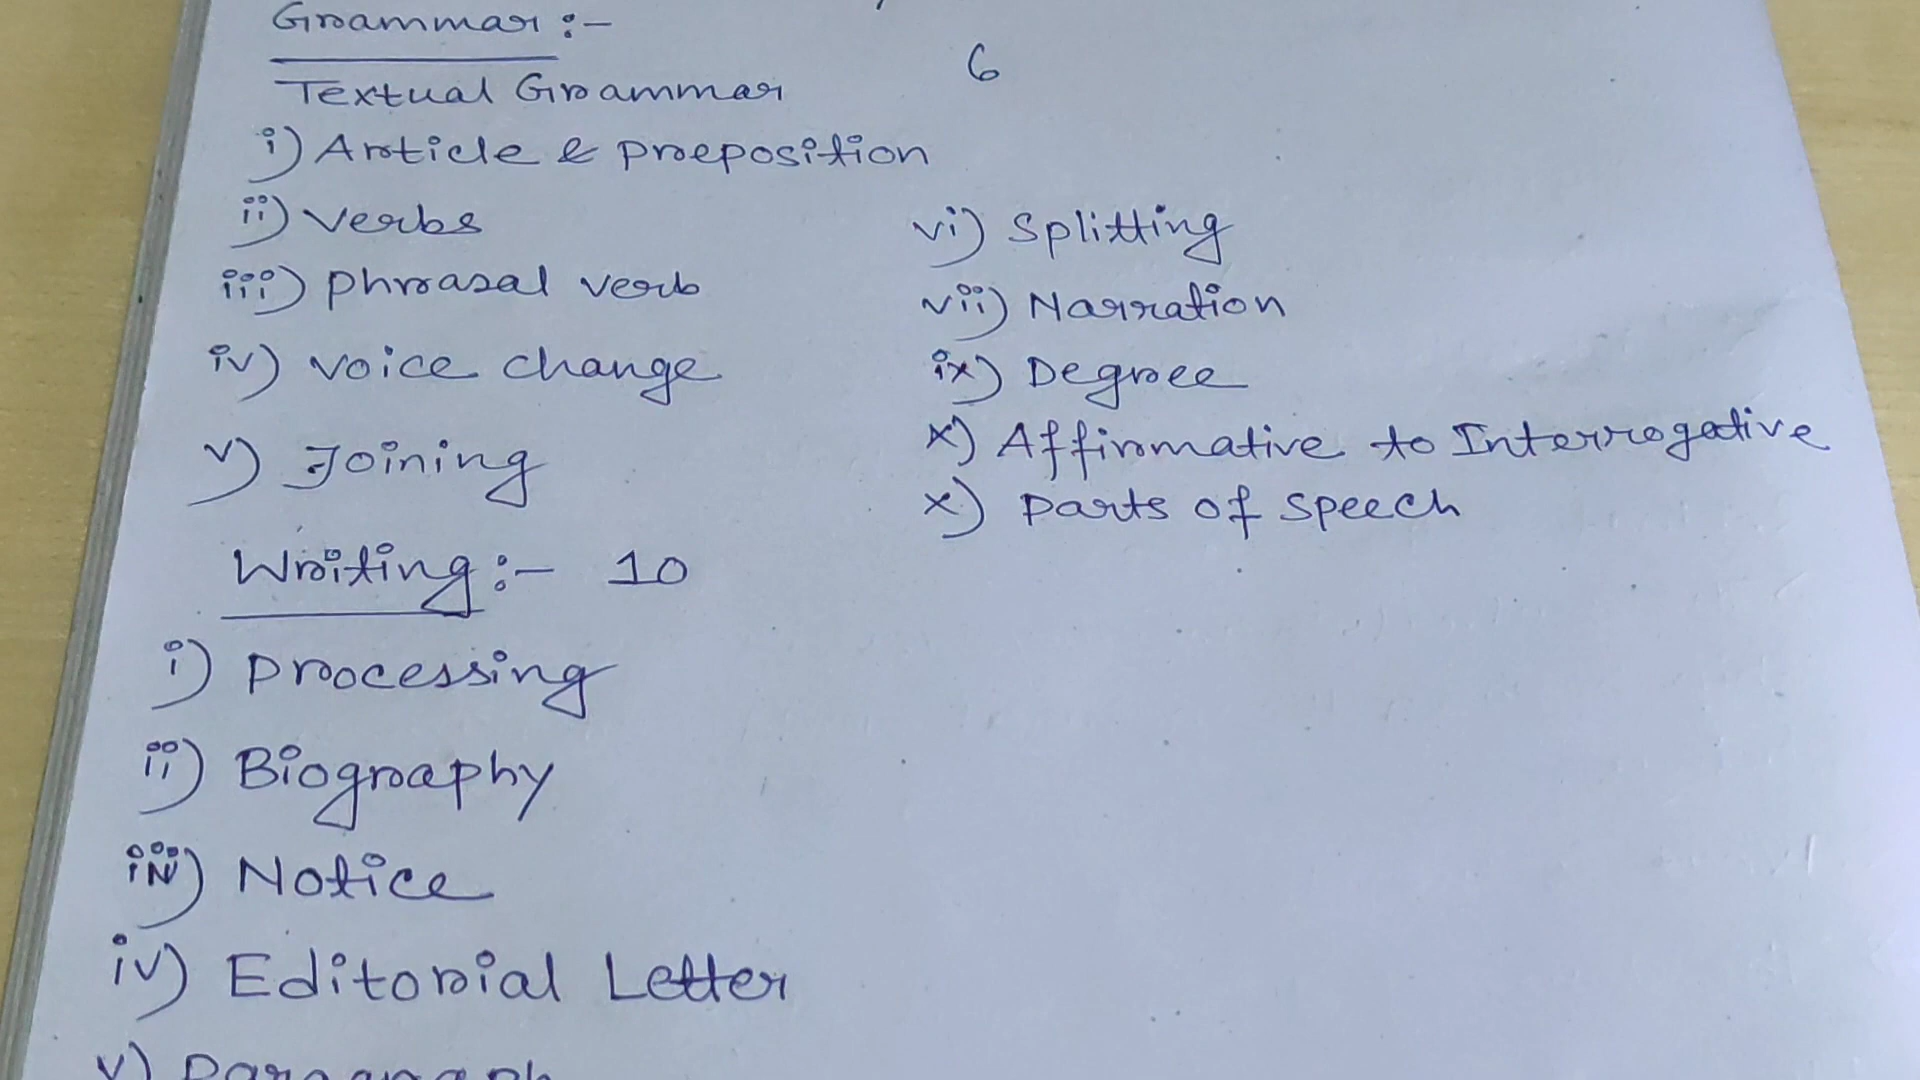 Grammar :-
6
Textual Grammar
i) Article & preposition
ii) verbs
iii) phrasal verb
iv) voice change
v) Joining
vi) Splitting
vii) Narration
ix) Degree
x) Affirmative to Interrogative
x) parts of speech
Writing :- 10
i) processing
ii) Biography
iii) Notice
iv) Editorial Letter
v) Paragraph